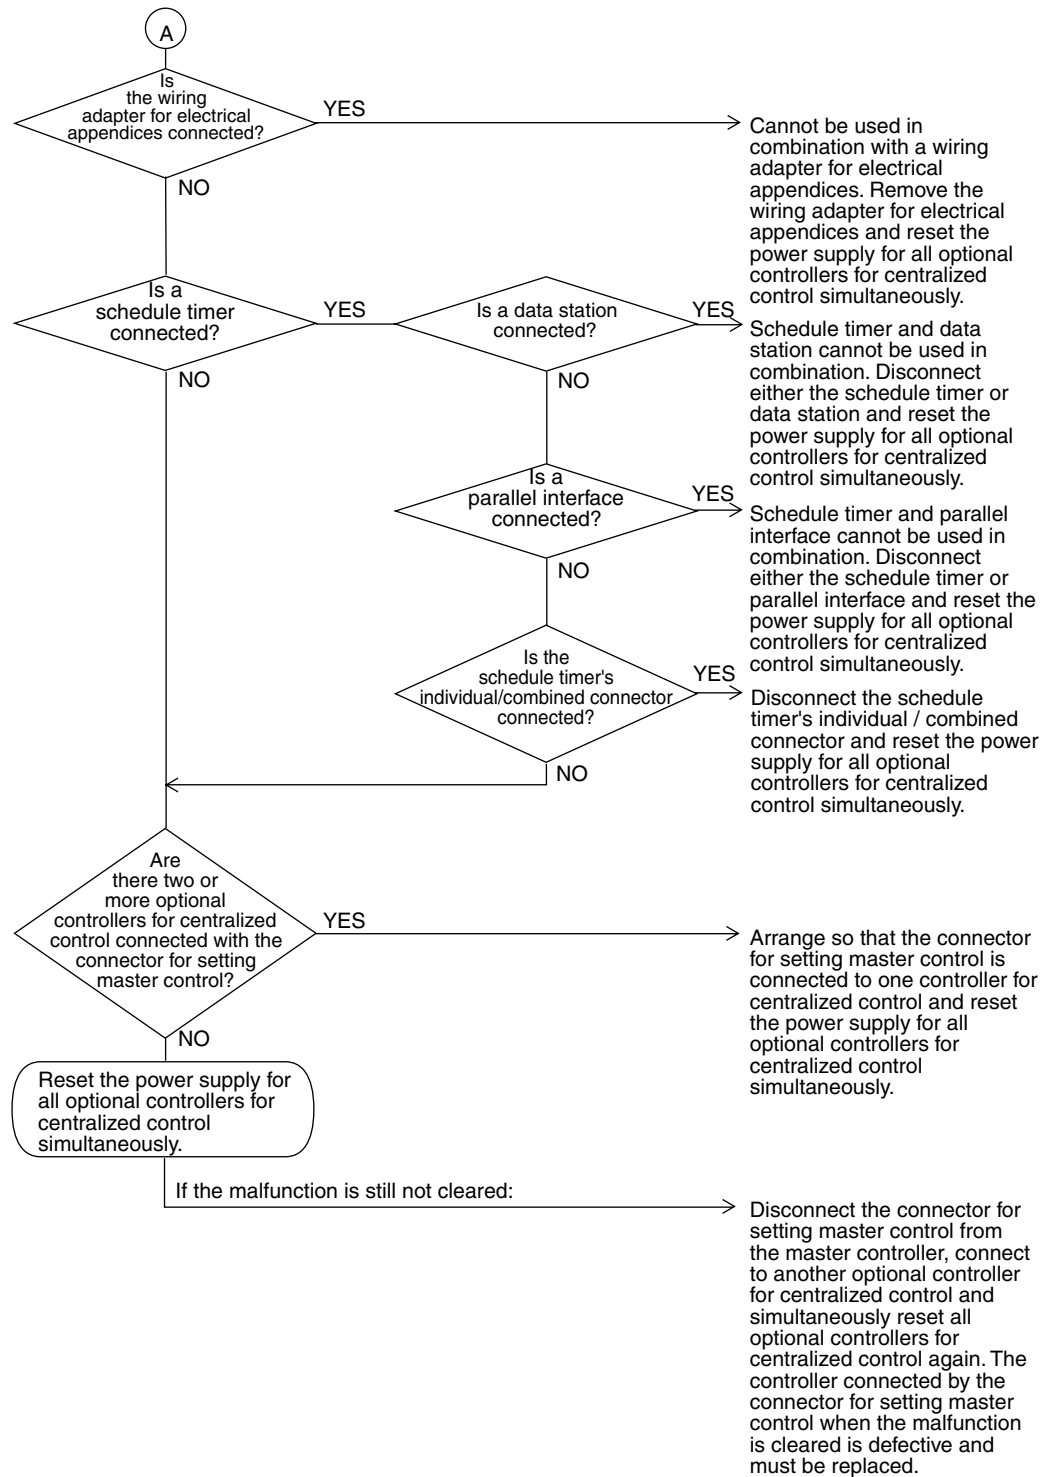 A
Is
the wiring
adapter for electrical
appendices connected?
YES
Cannot be used in
combination with a wiring
adapter for electrical
appendices. Remove the
wiring adapter for electrical
appendices and reset the
power supply for all optional
controllers for centralized
control simultaneously.
NO
Is a
schedule timer
connected?
YES
Is a data station
connected?
YES
Schedule timer and data
station cannot be used in
combination. Disconnect
either the schedule timer or
data station and reset the
power supply for all optional
controllers for centralized
control simultaneously.
NO
NO
Is a
parallel interface
connected?
YES
Schedule timer and parallel
interface cannot be used in
combination. Disconnect
either the schedule timer or
parallel interface and reset the
power supply for all optional
controllers for centralized
control simultaneously.
NO
Is the
schedule timer's
individual/combined connector
connected?
YES
Disconnect the schedule
timer's individual / combined
connector and reset the power
supply for all optional
controllers for centralized
control simultaneously.
NO
Are
there two or
more optional
controllers for centralized
control connected with the
connector for setting
master control?
YES
Arrange so that the connector
for setting master control is
connected to one controller for
centralized control and reset
the power supply for all
optional controllers for
centralized control
simultaneously.
NO
Reset the power supply for
all optional controllers for
centralized control
simultaneously.
If the malfunction is still not cleared:
Disconnect the connector for
setting master control from
the master controller, connect
to another optional controller
for centralized control and
simultaneously reset all
optional controllers for
centralized control again. The
controller connected by the
connector for setting master
control when the malfunction
is cleared is defective and
must be replaced.